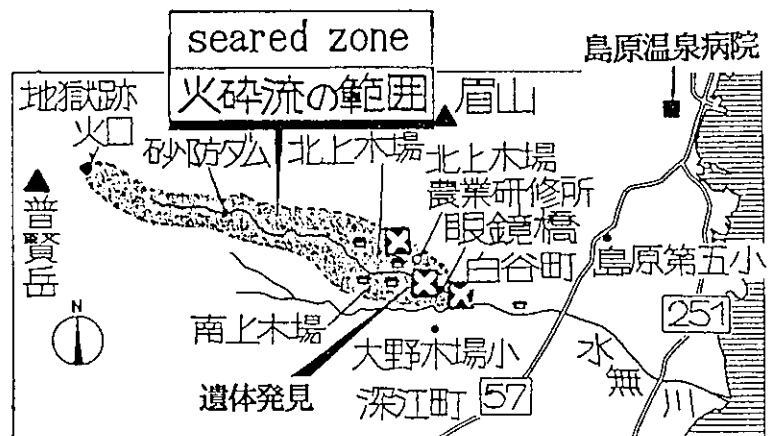 seared zone
火砕流の範囲
島原温泉病院
地獄跡
火口
眉山
砂防ダム
北上木場
北上木場
農業研修所
眼鏡橋
白谷町
普賢岳
島原第五小
N
南上木場
251
大野木場小
水無川
遺体発見
深江町
57